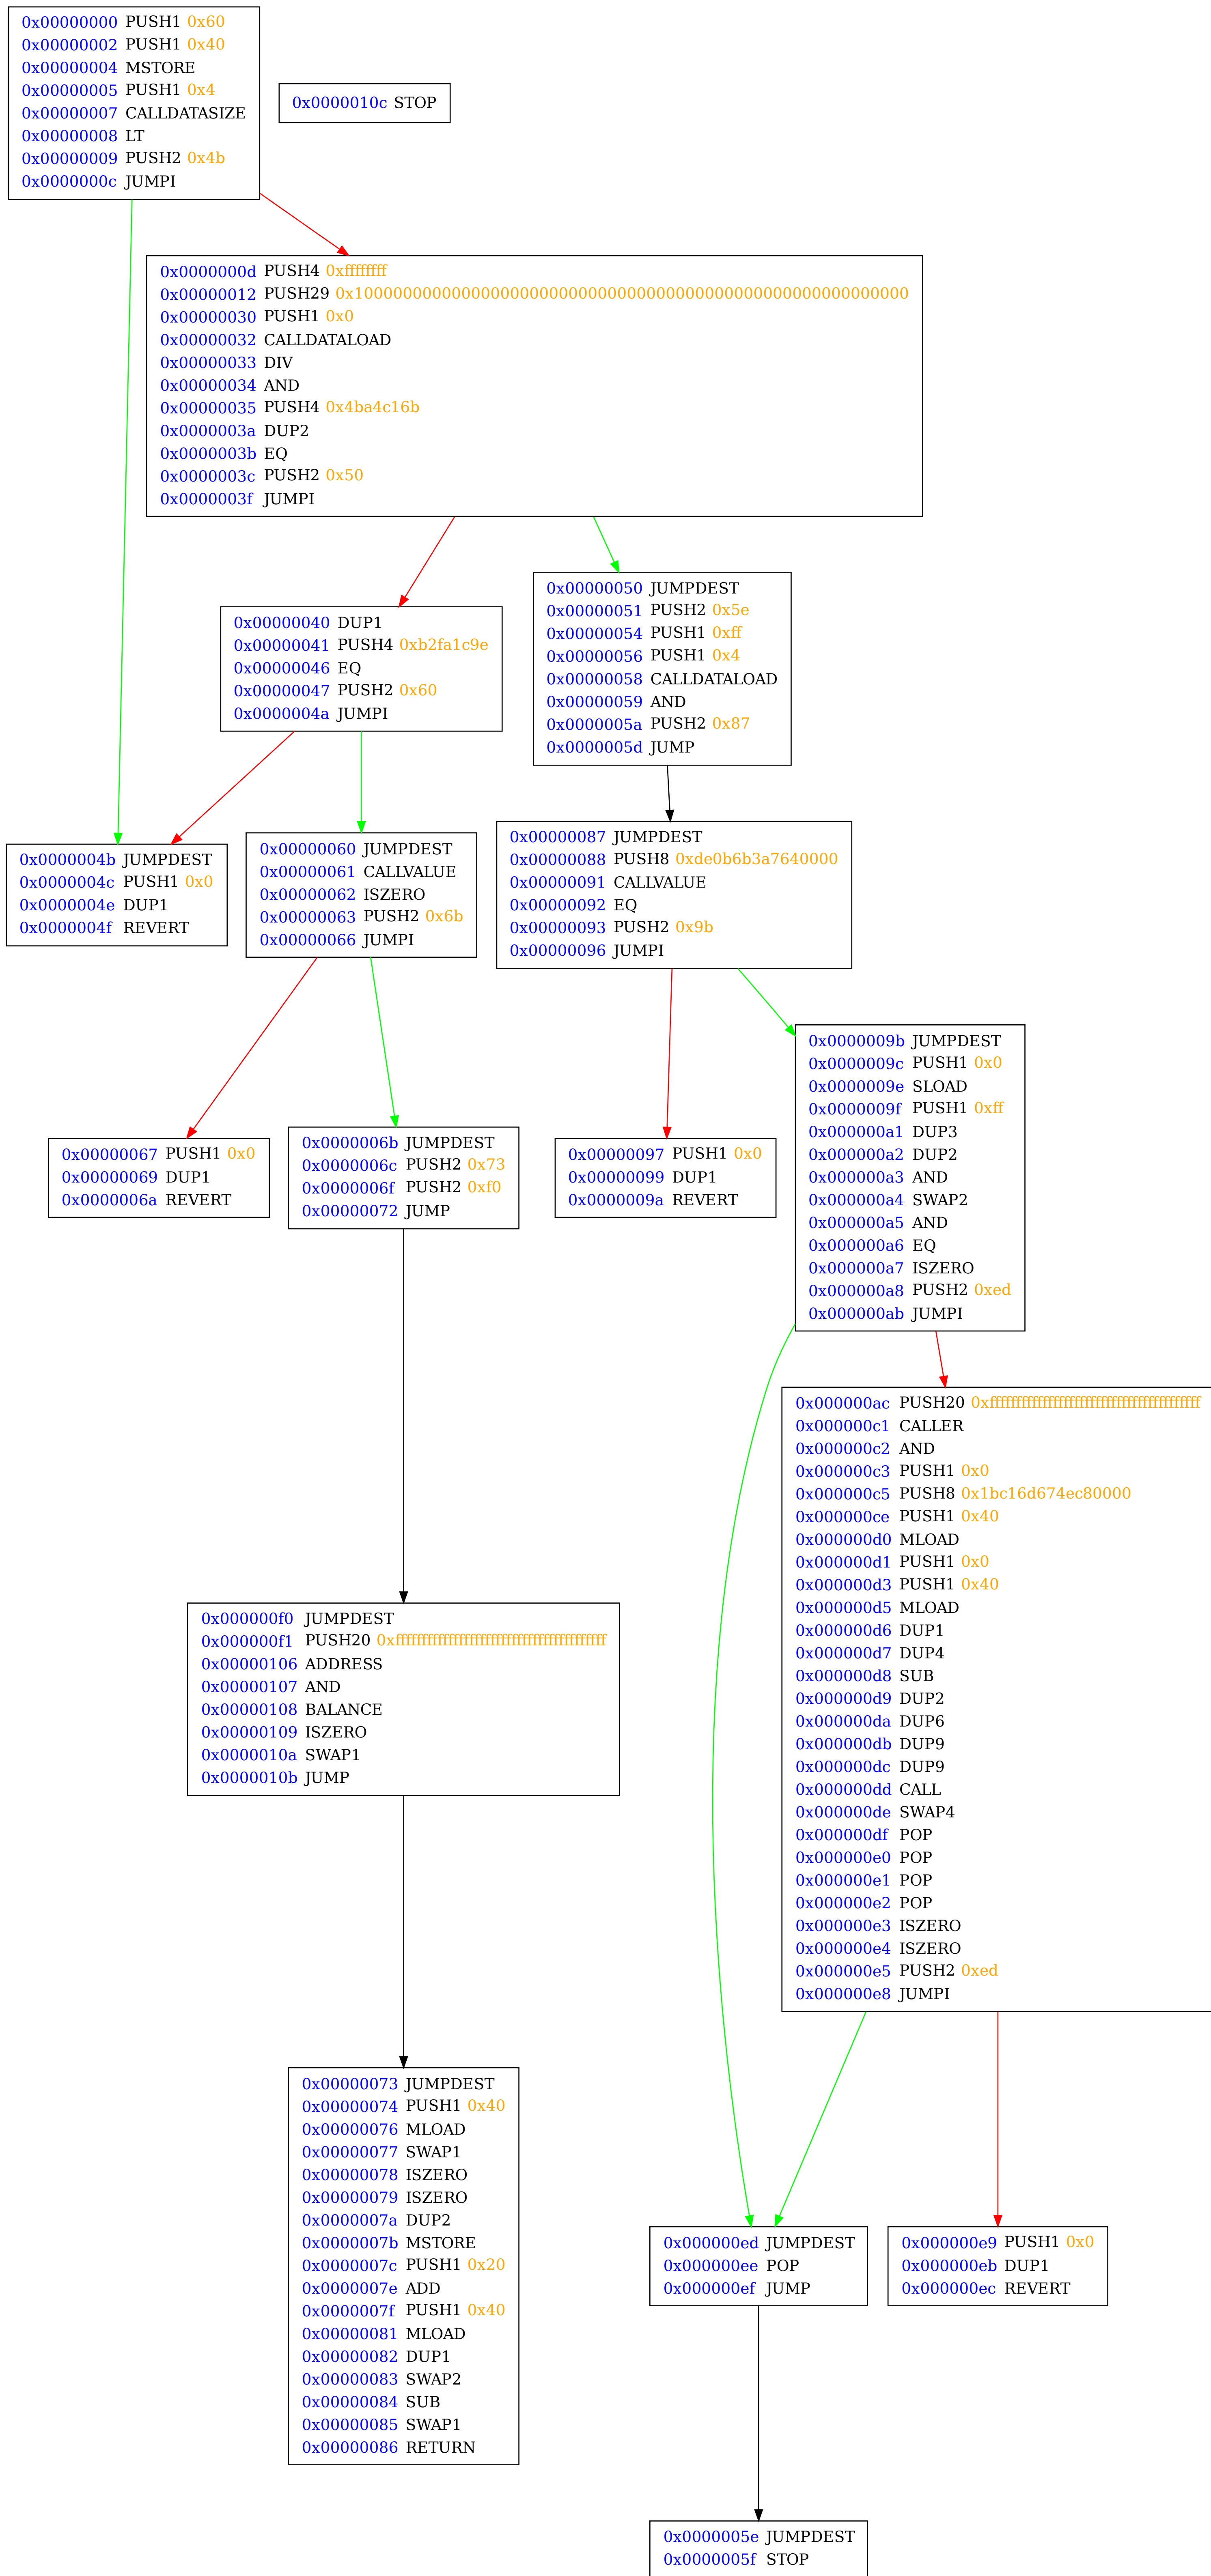 0x00000000 PUSH1 0x60
0x00000002 PUSH1 0x40
0x00000004 MSTORE
0x00000005 PUSH1 0x4
0x00000007 CALLDATASIZE
0x00000008 LT
0x00000009 PUSH2 0x4b
0x0000000c JUMPI
0x0000010c STOP
0x0000000d PUSH4 0xffffffff
0x00000012 PUSH29 0x100000000000000000000000000000000000000000000000000000000
0x00000030 PUSH1 0x0
0x00000032 CALLDATALOAD
0x00000033 DIV
0x00000034 AND
0x00000035 PUSH4 0x4ba4c16b
0x0000003a DUP2
0x0000003b EQ
0x0000003c PUSH2 0x50
0x0000003f JUMPI
0x00000040 DUP1
0x00000041 PUSH4 0xb2fa1c9e
0x00000046 EQ
0x00000047 PUSH2 0x60
0x0000004a JUMPI
0x00000050 JUMPDEST
0x00000051 PUSH2 0x5e
0x00000054 PUSH1 0xff
0x00000056 PUSH1 0x4
0x00000058 CALLDATALOAD
0x00000059 AND
0x0000005a PUSH2 0x87
0x0000005d JUMP
0x0000004b JUMPDEST
0x0000004c PUSH1 0x0
0x0000004e DUP1
0x0000004f REVERT
0x00000060 JUMPDEST
0x00000061 CALLVALUE
0x00000062 ISZERO
0x00000063 PUSH2 0x6b
0x00000066 JUMPI
0x00000087 JUMPDEST
0x00000088 PUSH8 0xde0b6b3a7640000
0x00000091 CALLVALUE
0x00000092 EQ
0x00000093 PUSH2 0x9b
0x00000096 JUMPI
0x00000067 PUSH1 0x0
0x00000069 DUP1
0x0000006a REVERT
0x0000006b JUMPDEST
0x0000006c PUSH2 0x73
0x0000006f PUSH2 0xf0
0x00000072 JUMP
0x00000097 PUSH1 0x0
0x00000099 DUP1
0x0000009a REVERT
0x0000009b JUMPDEST
0x0000009c PUSH1 0x0
0x0000009e SLOAD
0x0000009f PUSH1 0xff
0x000000a1 DUP3
0x000000a2 DUP2
0x000000a3 AND
0x000000a4 SWAP2
0x000000a5 AND
0x000000a6 EQ
0x000000a7 ISZERO
0x000000a8 PUSH2 0xed
0x000000ab JUMPI
0x000000ac PUSH20 0xffffffffffffffffffffffffffffffffffffffff
0x000000c1 CALLER
0x000000c2 AND
0x000000c3 PUSH1 0x0
0x000000c5 PUSH8 0x1bc16d674ec80000
0x000000ce PUSH1 0x40
0x000000d0 MLOAD
0x000000d1 PUSH1 0x0
0x000000d3 PUSH1 0x40
0x000000d5 MLOAD
0x000000d6 DUP1
0x000000d7 DUP4
0x000000d8 SUB
0x000000d9 DUP2
0x000000da DUP6
0x000000db DUP9
0x000000dc DUP9
0x000000dd CALL
0x000000de SWAP4
0x000000df POP
0x000000e0 POP
0x000000e1 POP
0x000000e2 POP
0x000000e3 ISZERO
0x000000e4 ISZERO
0x000000e5 PUSH2 0xed
0x000000e8 JUMPI
0x000000f0 JUMPDEST
0x000000f1 PUSH20 0xffffffffffffffffffffffffffffffffffffffff
0x00000106 ADDRESS
0x00000107 AND
0x00000108 BALANCE
0x00000109 ISZERO
0x0000010a SWAP1
0x0000010b JUMP
0x00000073 JUMPDEST
0x00000074 PUSH1 0x40
0x00000076 MLOAD
0x00000077 SWAP1
0x00000078 ISZERO
0x00000079 ISZERO
0x0000007a DUP2
0x0000007b MSTORE
0x0000007c PUSH1 0x20
0x0000007e ADD
0x0000007f PUSH1 0x40
0x00000081 MLOAD
0x00000082 DUP1
0x00000083 SWAP2
0x00000084 SUB
0x00000085 SWAP1
0x00000086 RETURN
0x000000ed JUMPDEST
0x000000ee POP
0x000000ef JUMP
0x000000e9 PUSH1 0x0
0x000000eb DUP1
0x000000ec REVERT
0x0000005e JUMPDEST
0x0000005f STOP